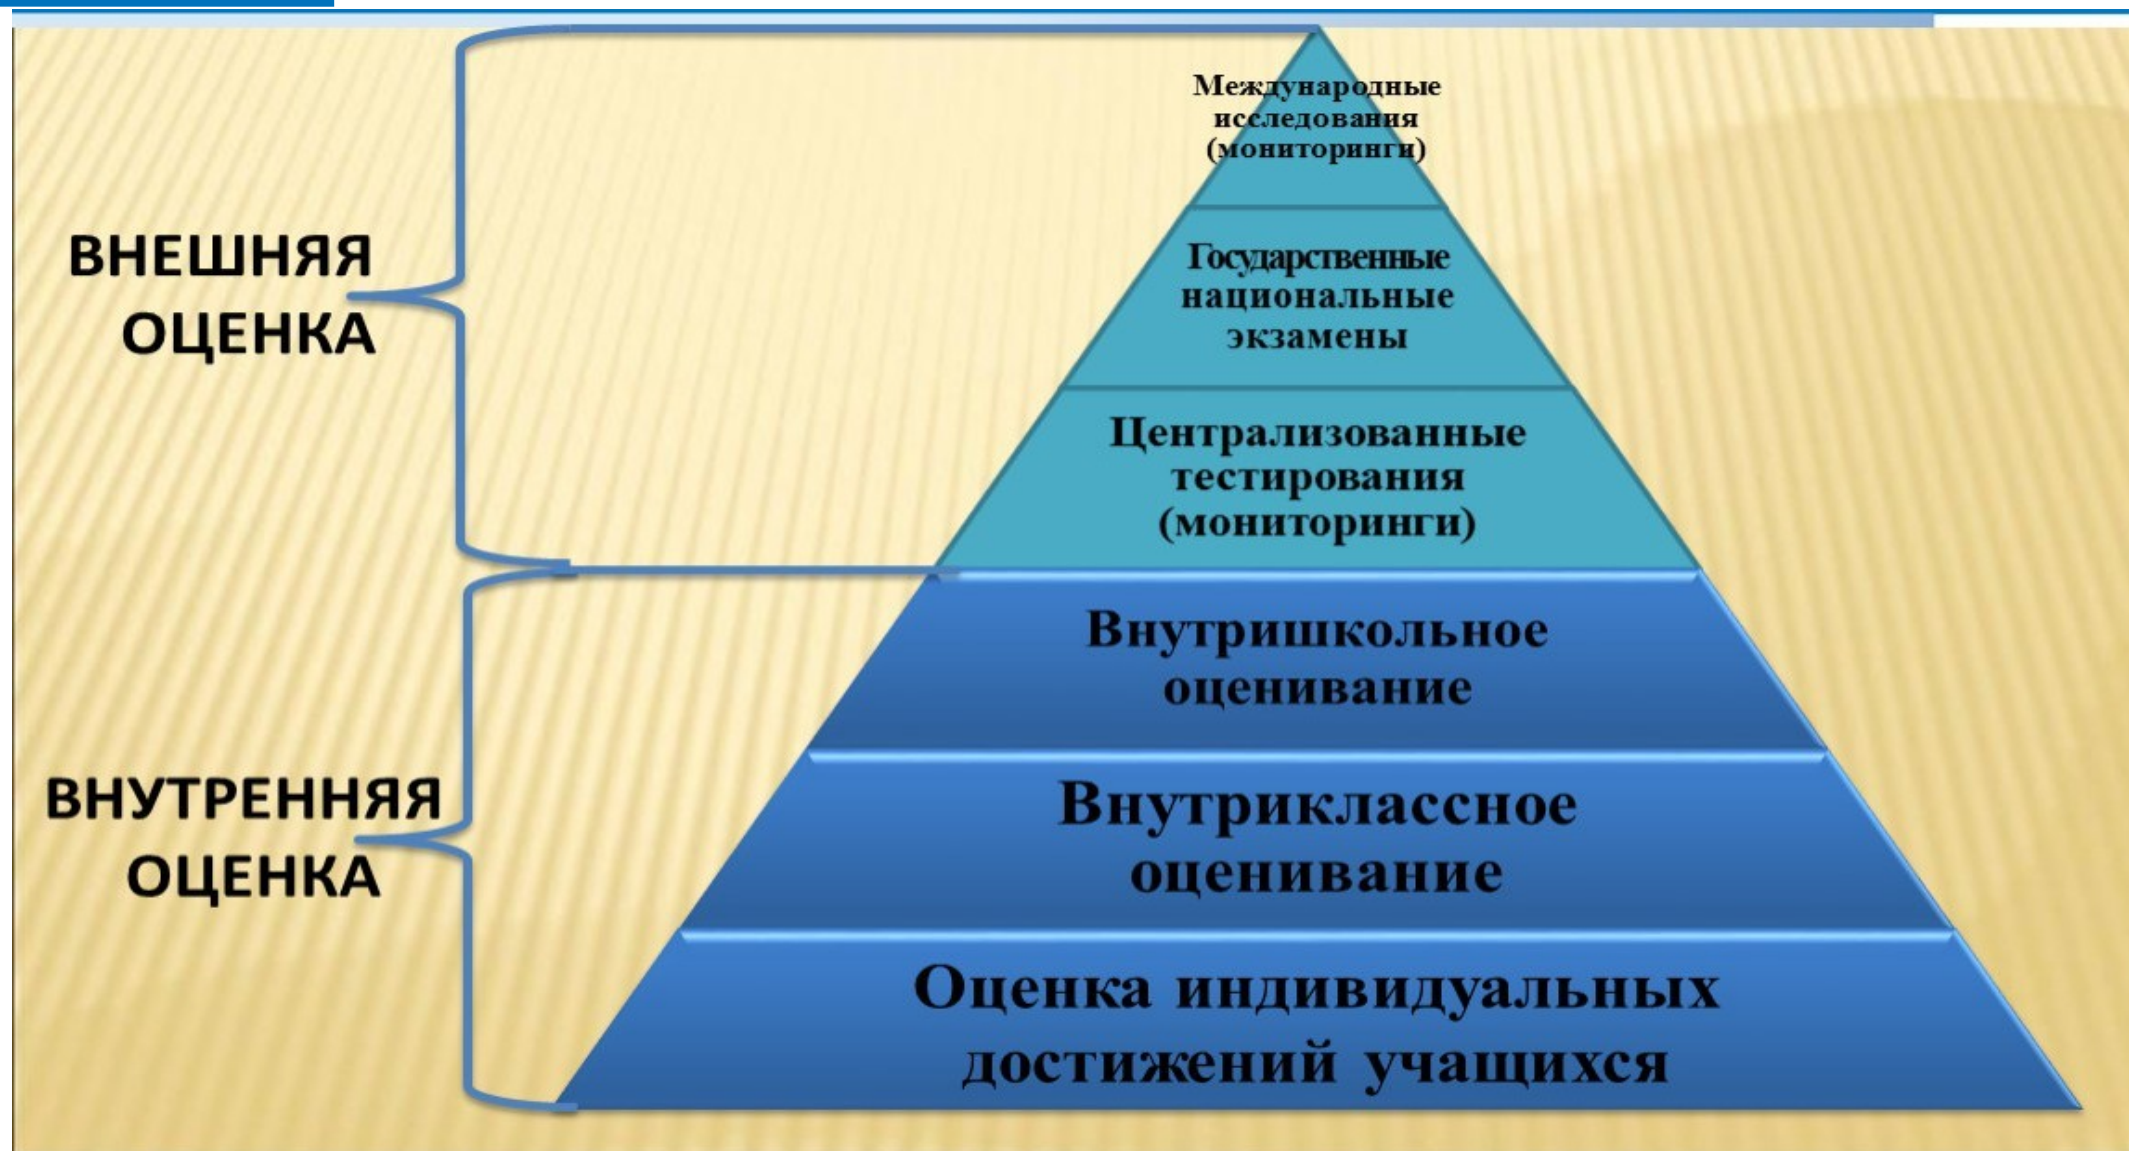 ВНЕШНЯЯ
ОЦЕНКА
Международные
исследования
(мониторинги)
Государственные
национальные
экзамены
Централизованные
тестирования
(мониторинги)
ВНУТРЕННЯЯ
ОЦЕНКА
Внутришкольное
оценивание
Внутриклассное
оценивание
Оценка индивидуальных
достижений учащихся